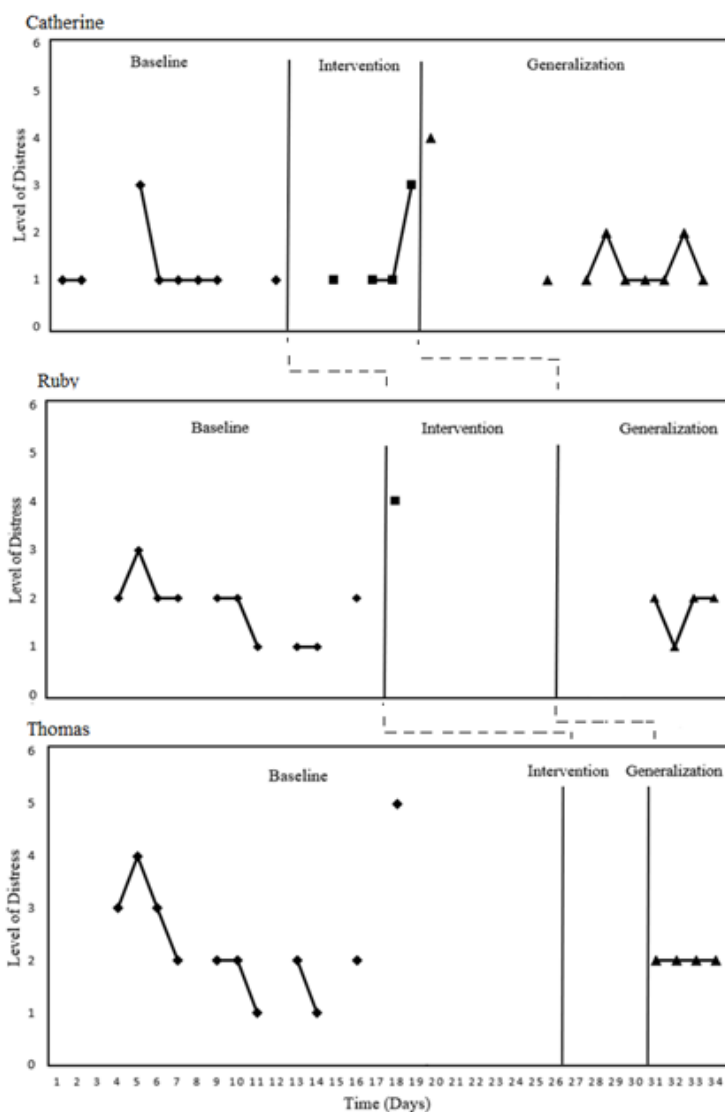 Catherine
6
Baseline Intervention Generalization
5
4
3
2
1
0
Level of Distress
Ruby
6
Baseline Intervention Generalization
5
4
3
2
1
0
Level of Distress
Thomas
6
Baseline Intervention Generalization
5
4
3
2
1
0
Level of Distress
1 2 3 4 5 6 7 8 9 10 11 12 13 14 15 16 17 18 19 20 21 22 23 24 25 26 27 28 29 30 31 32 33 34
Time (Days)